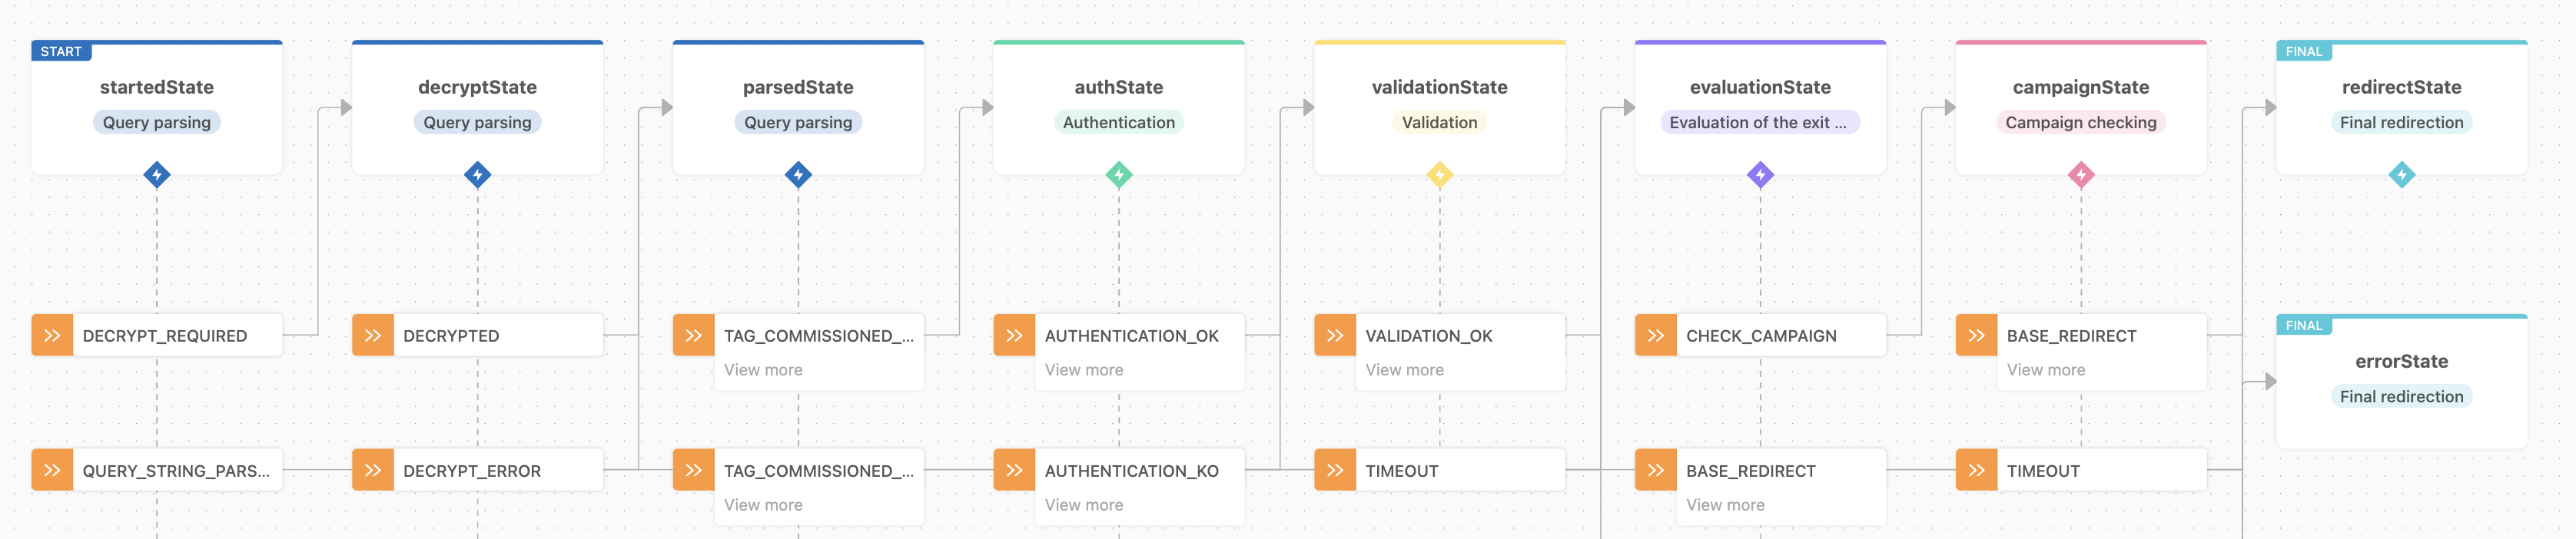 START
startedState
Query parsing
decryptState
Query parsing
parsedState
Query parsing
authState
Authentication
validationState
Validation
evaluationState
Evaluation of the exit ...
campaignState
Campaign checking
FINAL
redirectState
Final redirection
DECRYPT_REQUIRED
DECRYPTED
TAG_COMMISSIONED_...
View more
AUTHENTICATION_OK
View more
VALIDATION_OK
View more
CHECK_CAMPAIGN
BASE_REDIRECT
View more
FINAL
errorState
Final redirection
QUERY_STRING_PARS...
DECRYPT_ERROR
TAG_COMMISSIONED_...
View more
AUTHENTICATION_KO
View more
TIMEOUT
BASE_REDIRECT
View more
TIMEOUT